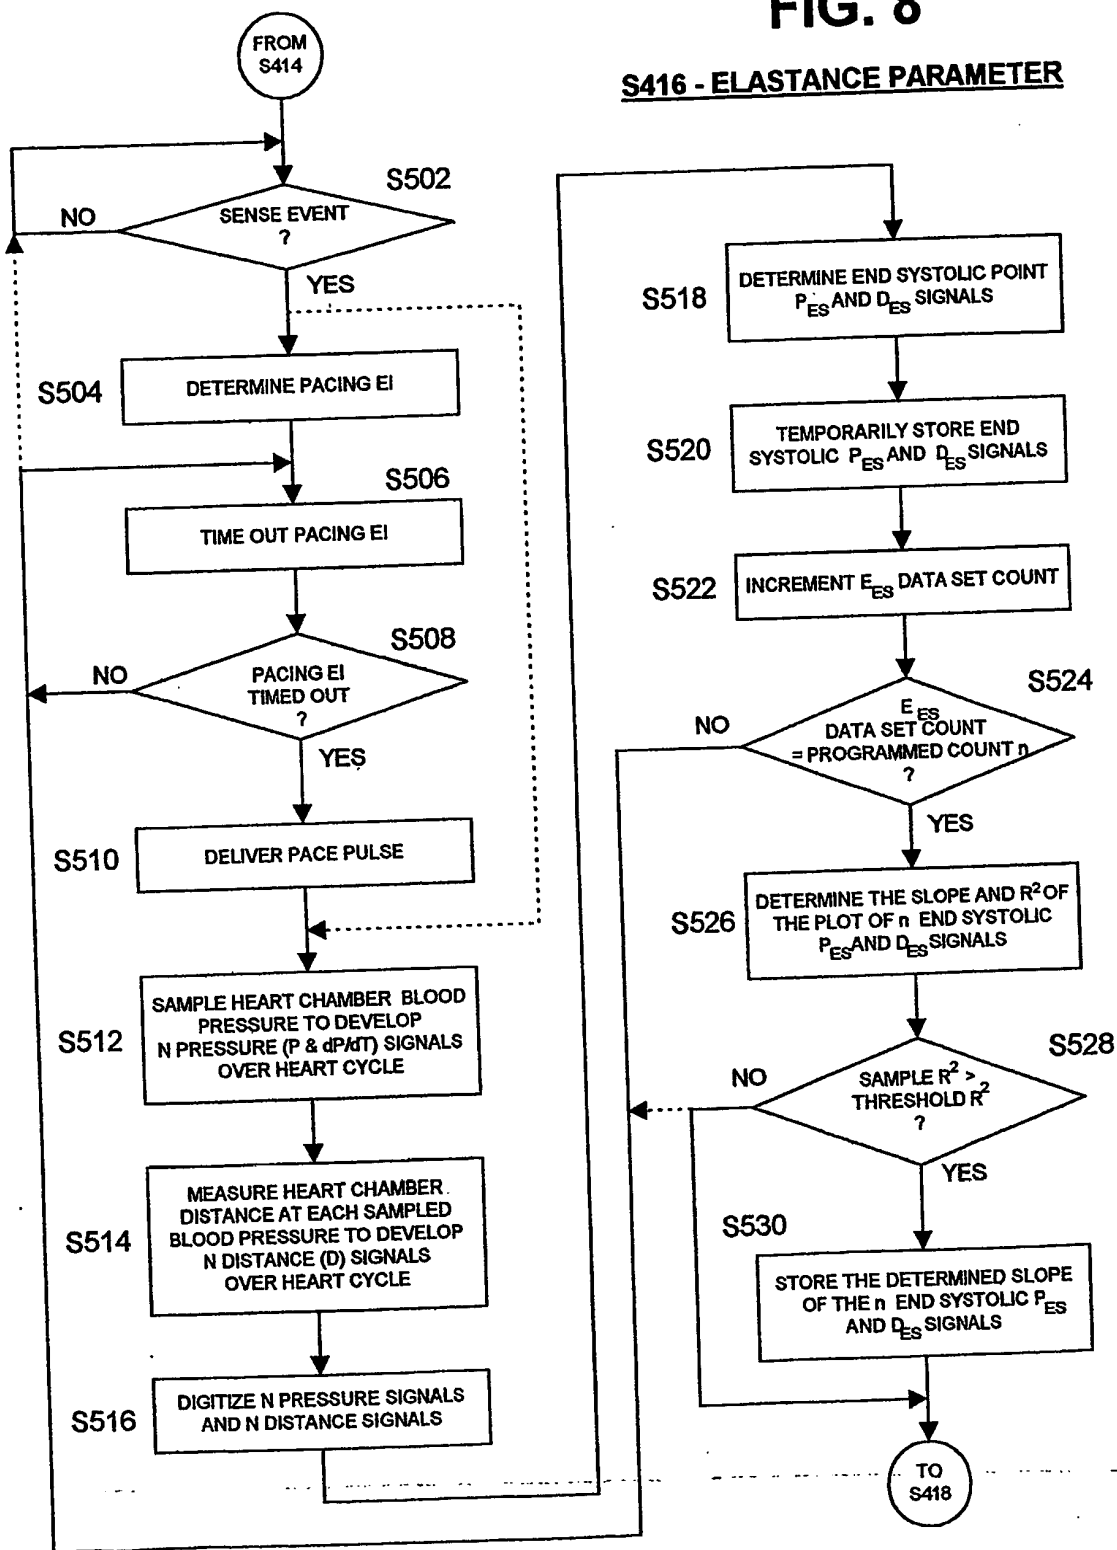 FIG. 8
S416 - ELASTANCE PARAMETER
FROM
S414
S502
SENSE EVENT
?
NO
YES
S504
DETERMINE PACING EI
S506
TIME OUT PACING EI
S508
PACING EI
TIMED OUT
?
NO
YES
S510
DELIVER PACE PULSE
S512
SAMPLE HEART CHAMBER BLOOD
PRESSURE TO DEVELOP
N PRESSURE (P & dP/dT) SIGNALS
OVER HEART CYCLE
S514
MEASURE HEART CHAMBER
DISTANCE AT EACH SAMPLED
BLOOD PRESSURE TO DEVELOP
N DISTANCE (D) SIGNALS
OVER HEART CYCLE
S516
DIGITIZE N PRESSURE SIGNALS
AND N DISTANCE SIGNALS
S518
DETERMINE END SYSTOLIC POINT
PES AND DES SIGNALS
S520
TEMPORARILY STORE END
SYSTOLIC PES AND DES SIGNALS
S522
INCREMENT EES DATA SET COUNT
S524
EES
DATA SET COUNT
= PROGRAMMED COUNT n
?
NO
YES
S526
DETERMINE THE SLOPE AND R² OF
THE PLOT OF n END SYSTOLIC
PES AND DES SIGNALS
S528
SAMPLE R² >
THRESHOLD R²
?
NO
YES
S530
STORE THE DETERMINED SLOPE
OF THE n END SYSTOLIC PES
AND DES SIGNALS
TO
S418